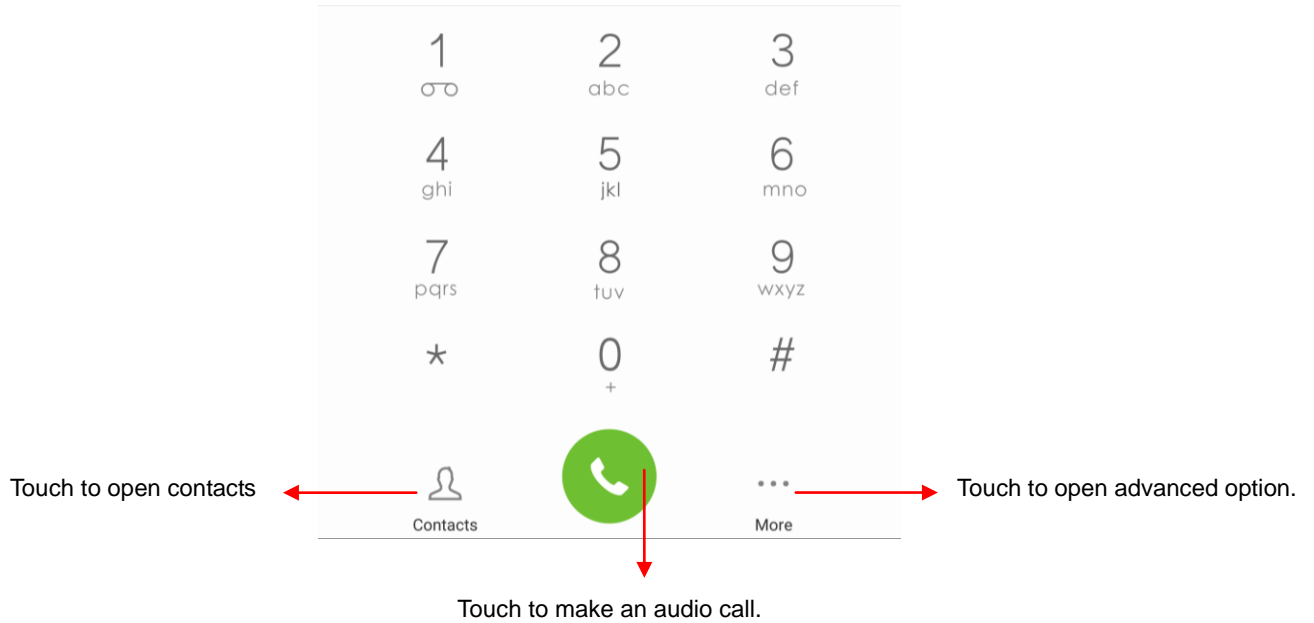 1 2 3
abc def
4 5 6
ghi jkl mno
7 8 9
pqrs tuv wxyz
* 0 #
+
Touch to open contacts
Touch to open advanced option.
Contacts More
Touch to make an audio call.